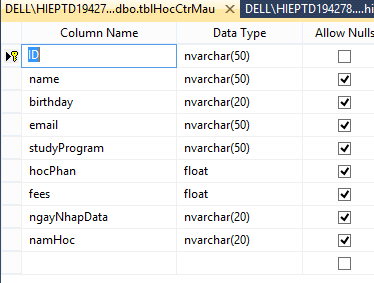 DELL\HIEPTD19427...dbo.tblHocCtrMau × DELL\HIEPTD194278....hi
Column Name Data Type Allow Nulls
ID nvarchar(50)
name nvarchar(50)
birthday nvarchar(20)
email nvarchar(50)
studyProgram nvarchar(50)
hocPhan float
fees float
ngayNhapData nvarchar(20)
namHoc nvarchar(20)